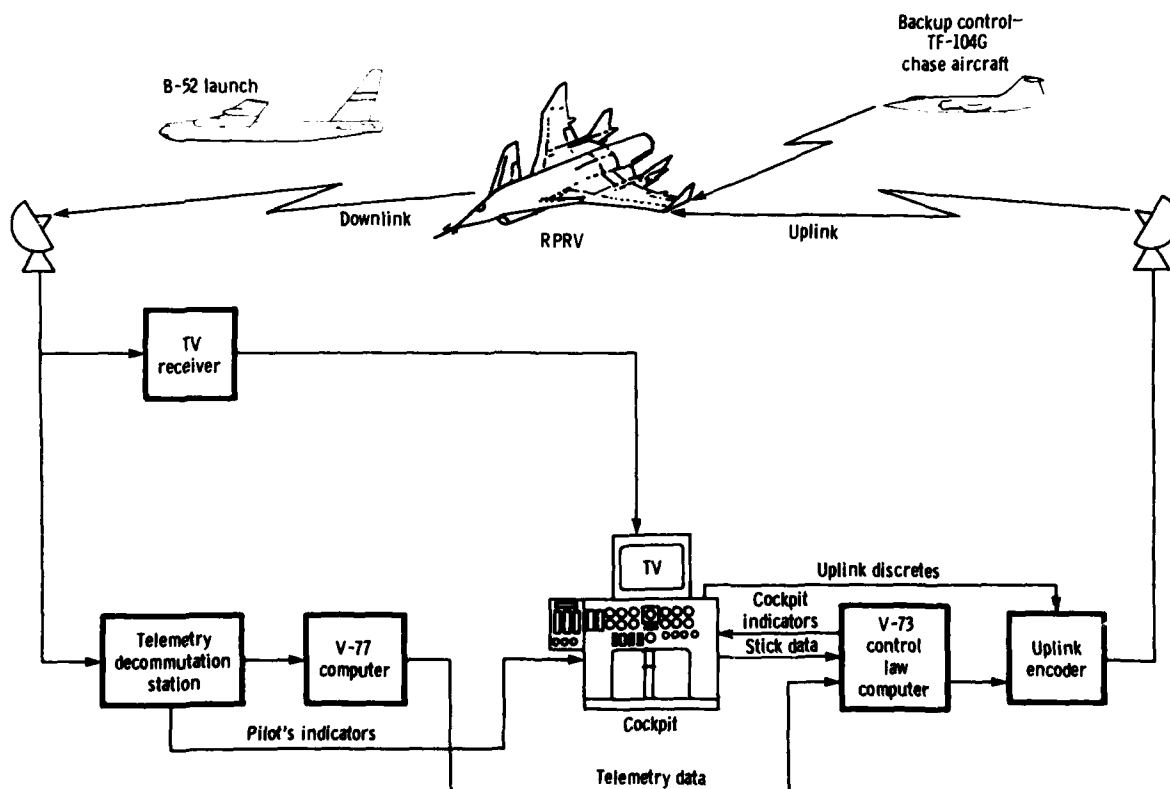 Backup control-
TF-104G
chase aircraft
B-52 launch
Downlink
RPRV
Uplink
TV
receiver
TV
Uplink discretes
Cockpit
indicators
Stick data
Telemetry
decommutation
station
V-77
computer
V-73
control
law
computer
Uplink
encoder
Pilot's indicators
Cockpit
Telemetry data